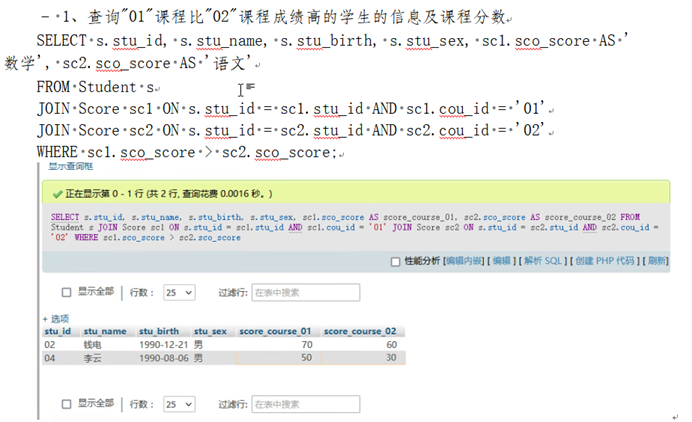 - 1、查询"01"课程比"02"课程成绩高的学生的信息及课程分数
SELECT s.stu_id, s.stu_name, s.stu_birth, s.stu_sex, sc1.sco_score AS '
数学', sc2.sco_score AS '语文'
FROM Student s
JOIN Score sc1 ON s.stu_id = sc1.stu_id AND sc1.cou_id = '01'
JOIN Score sc2 ON s.stu_id = sc2.stu_id AND sc2.cou_id = '02'
WHERE sc1.sco_score > sc2.sco_score;
显示查询框
正在显示第 0 - 1 行 (共 2 行, 查询花费 0.0016 秒。)
SELECT s.stu_id, s.stu_name, s.stu_birth, s.stu_sex, sc1.sco_score AS score_course_01, sc2.sco_score AS score_course_02 FROM
Student s JOIN Score sc1 ON s.stu_id = sc1.stu_id AND sc1.cou_id = '01' JOIN Score sc2 ON s.stu_id = sc2.stu_id AND sc2.cou_id =
'02' WHERE sc1.sco_score > sc2.sco_score
性能分析 [编辑内嵌] [ 编辑 ] [ 解析 SQL ] [ 创建 PHP 代码 ] [ 刷新]
显示全部 行数： 25 过滤行: 在表中搜索
+ 选项
stu_id stu_name stu_birth stu_sex score_course_01 score_course_02
02 钱电 1990-12-21 男 70 60
04 李云 1990-08-06 男 50 30
显示全部 行数： 25 过滤行: 在表中搜索